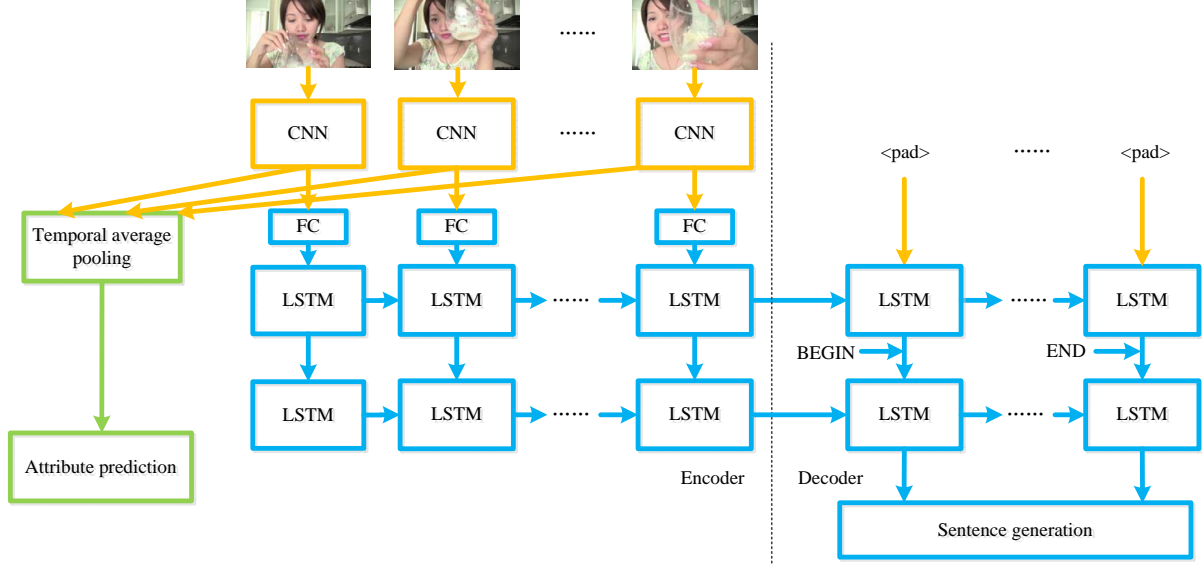 ······
CNN
CNN
······
CNN
<pad>
······
<pad>
FC
FC
FC
Temporal average
pooling
LSTM
LSTM
······
LSTM
LSTM
······
LSTM
BEGIN
END
LSTM
LSTM
······
LSTM
LSTM
······
LSTM
Attribute prediction
Encoder
Decoder
Sentence generation